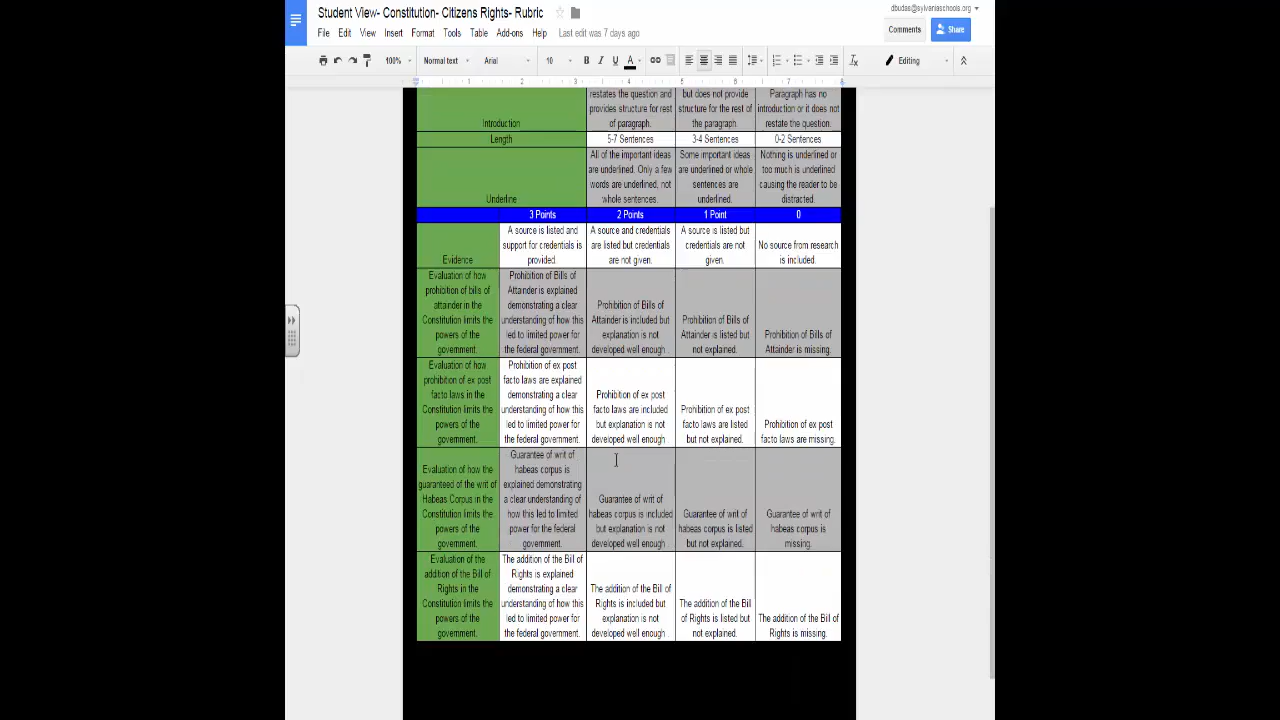 Student View- Constitution- Citizens Rights- Rubric
dbudas@sylvaniaschools.org
File Edit View Insert Format Tools Table Add-ons Help Last edit was 7 days ago
Comments
Share
100% Normal text Arial 10 B I U A Editing
1 2 3 4 5 6 7 8
Introduction
restates the question and
provides structure for rest
of paragraph.
but does not provide
structure for the rest of
the paragraph.
Paragraph has no
introduction or it does not
restate the question.
Length
5-7 Sentences
3-4 Sentences
0-2 Sentences
Underline
All of the important ideas
are underlined. Only a few
words are underlined, not
whole sentences.
Some important ideas
are underlined or whole
sentences are
underlined.
Nothing is underlined or
too much is underlined
causing the reader to be
distracted.
3 Points
2 Points
1 Point
0
Evidence
A source is listed and
support for credentials is
provided.
A source and credentials
are listed but credentials
are not given.
A source is listed but
credentials are not
given.
No source from research
is included.
Evaluation of how
prohibition of bills of
attainder in the
Constitution limits the
powers of the
government.
Prohibition of Bills of
Attainder is explained
demonstrating a clear
understanding of how this
led to limited power for
the federal government.
Prohibition of Bills of
Attainder is included but
explanation is not
developed well enough .
Prohibition of Bills of
Attainder is listed but
not explained.
Prohibition of Bills of
Attainder is missing.
Evaluation of how
prohibition of ex post
facto laws in the
Constitution limits the
powers of the
government.
Prohibition of ex post
facto laws are explained
demonstrating a clear
understanding of how this
led to limited power for
the federal government.
Prohibition of ex post
facto laws are included
but explanation is not
developed well enough .
Prohibition of ex post
facto laws are listed
but not explained.
Prohibition of ex post
facto laws are missing.
Evaluation of how the
guaranteed of the writ of
Habeas Corpus in the
Constitution limits the
powers of the
government.
Guarantee of writ of
habeas corpus is
explained demonstrating
a clear understanding of
how this led to limited
power for the federal
government.
Guarantee of writ of
habeas corpus is included
but explanation is not
developed well enough .
Guarantee of writ of
habeas corpus is listed
but not explained.
Guarantee of writ of
habeas corpus is
missing.
Evaluation of the
addition of the Bill of
Rights in the
Constitution limits the
powers of the
government.
The addition of the Bill of
Rights is explained
demonstrating a clear
understanding of how this
led to limited power for
the federal government.
The addition of the Bill of
Rights is included but
explanation is not
developed well enough .
The addition of the Bill
of Rights is listed but
not explained.
The addition of the Bill of
Rights is missing.